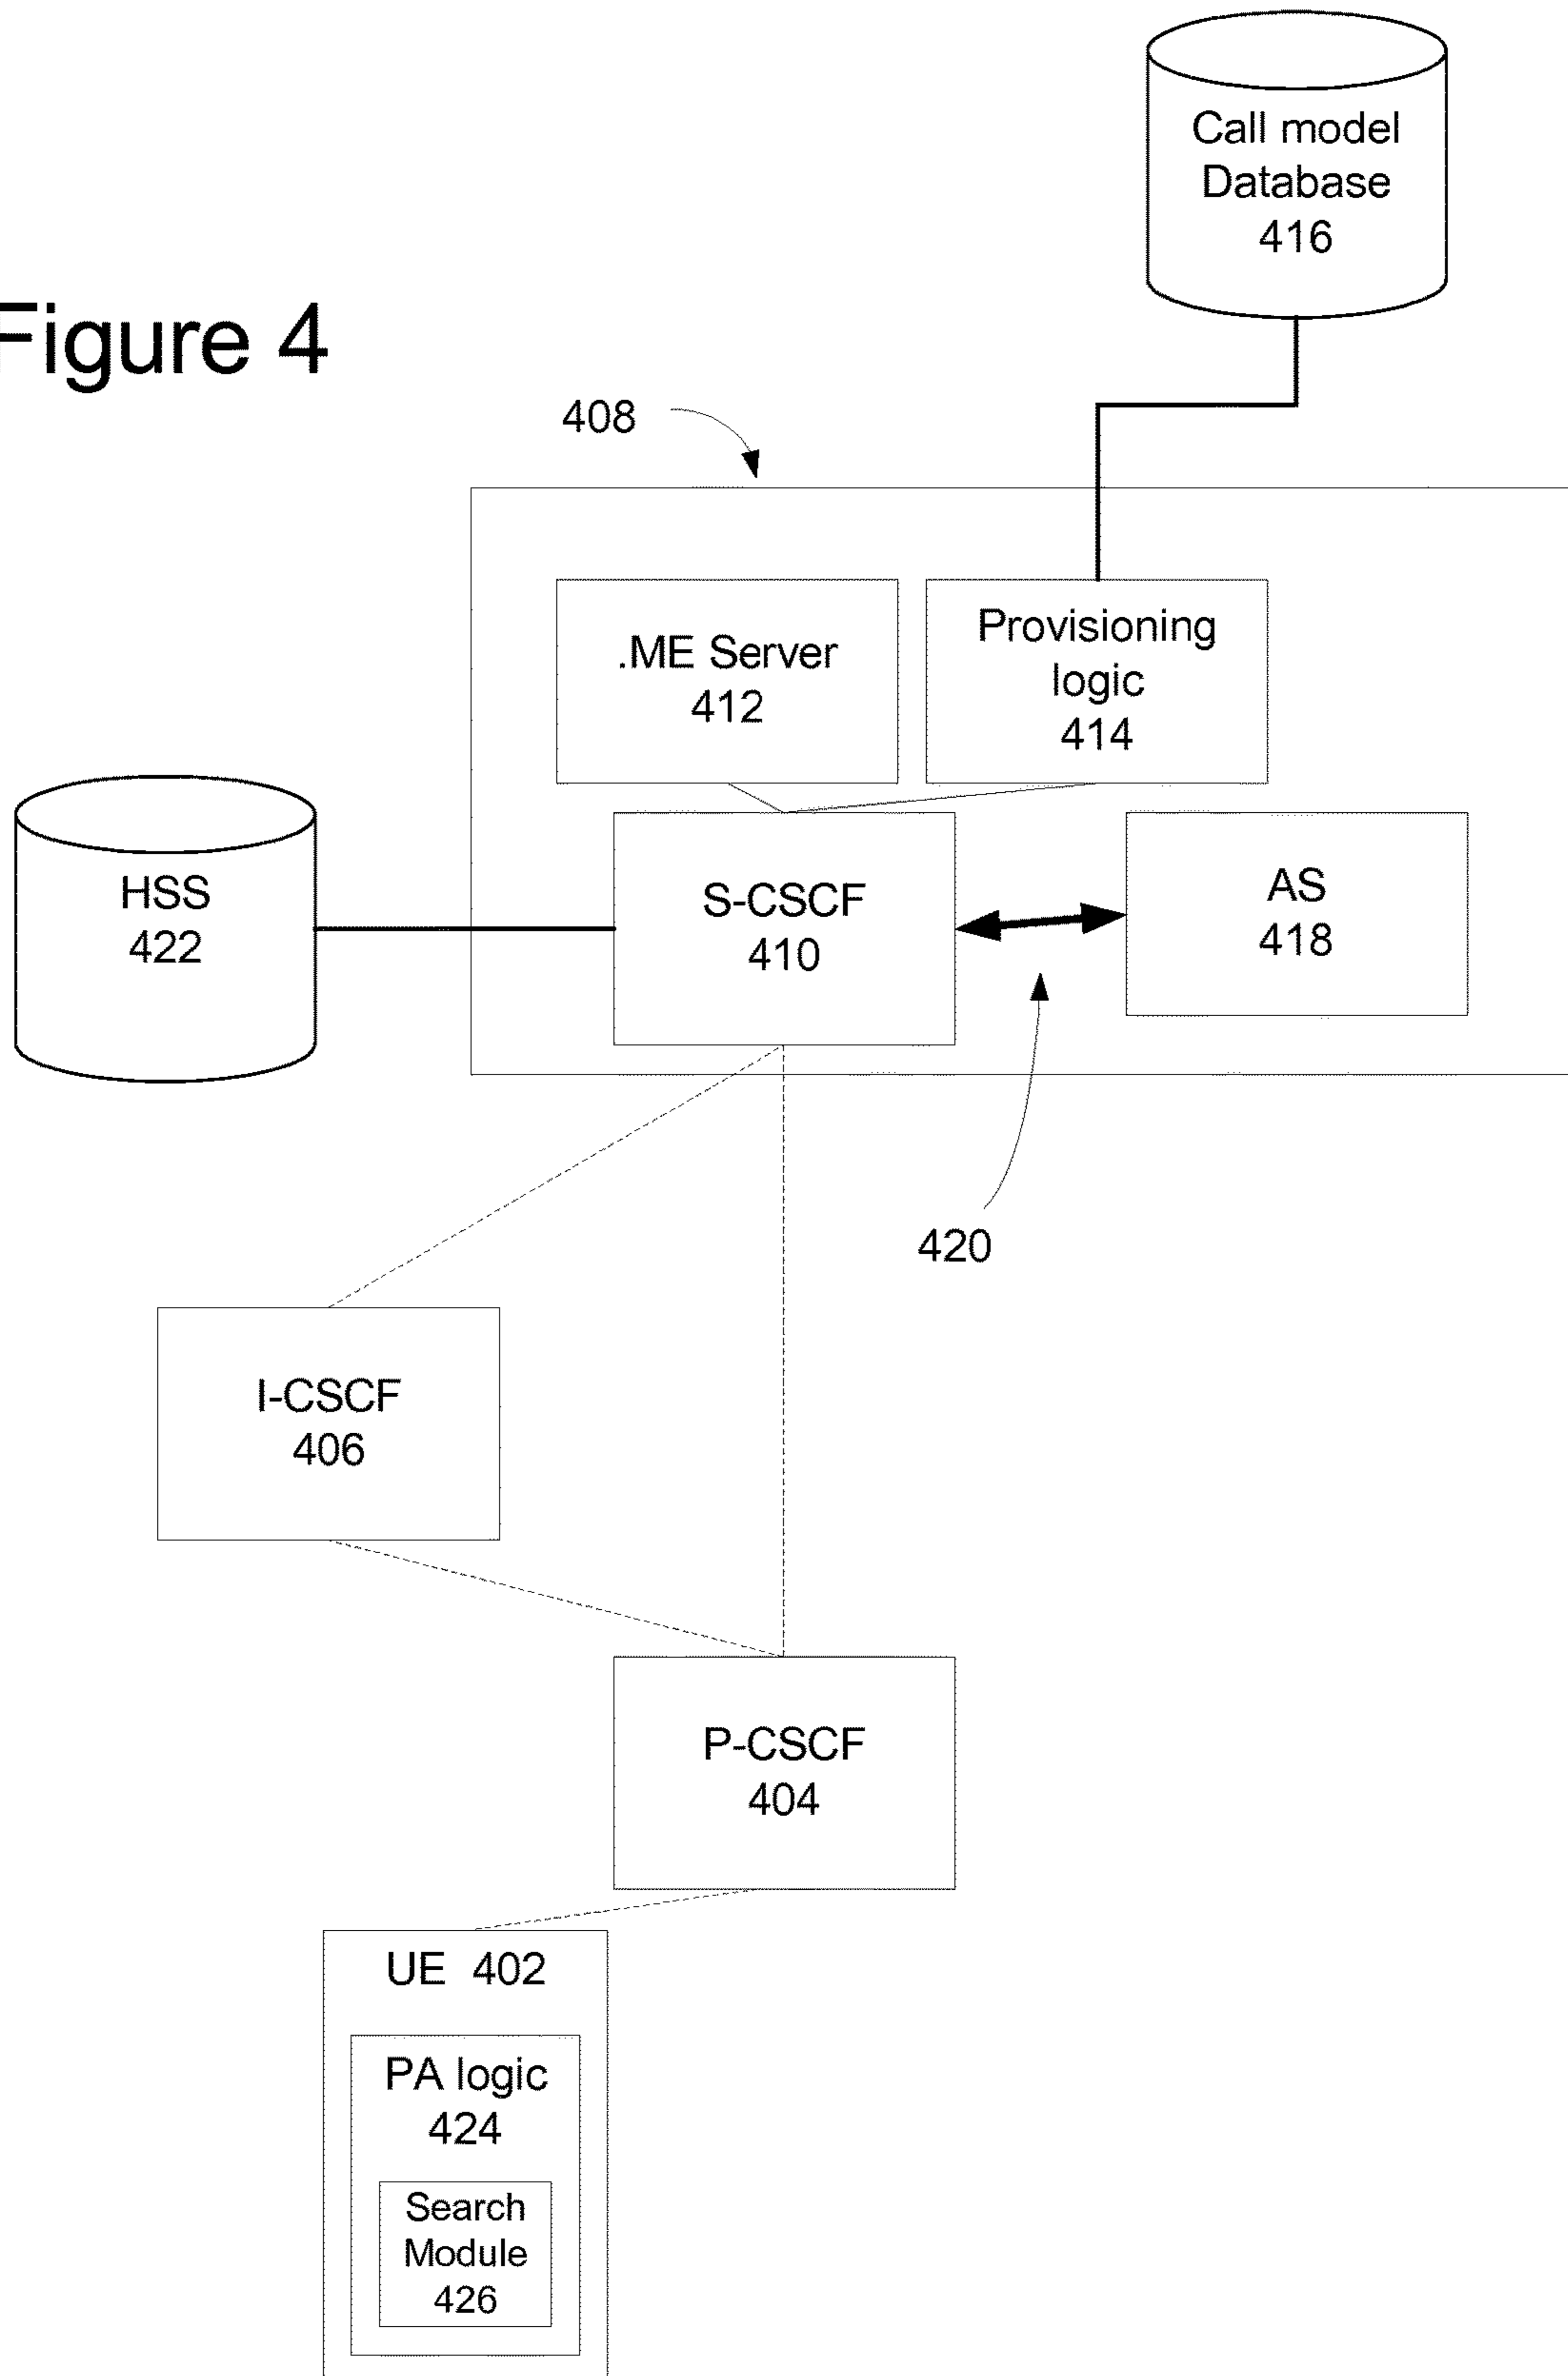 Call model
Database
416
Figure 4
408
.ME Server
412
Provisioning
logic
414
HSS
422
S-CSCF
410
AS
418
420
I-CSCF
406
P-CSCF
404
UE 402
PA logic
424
Search
Module
426